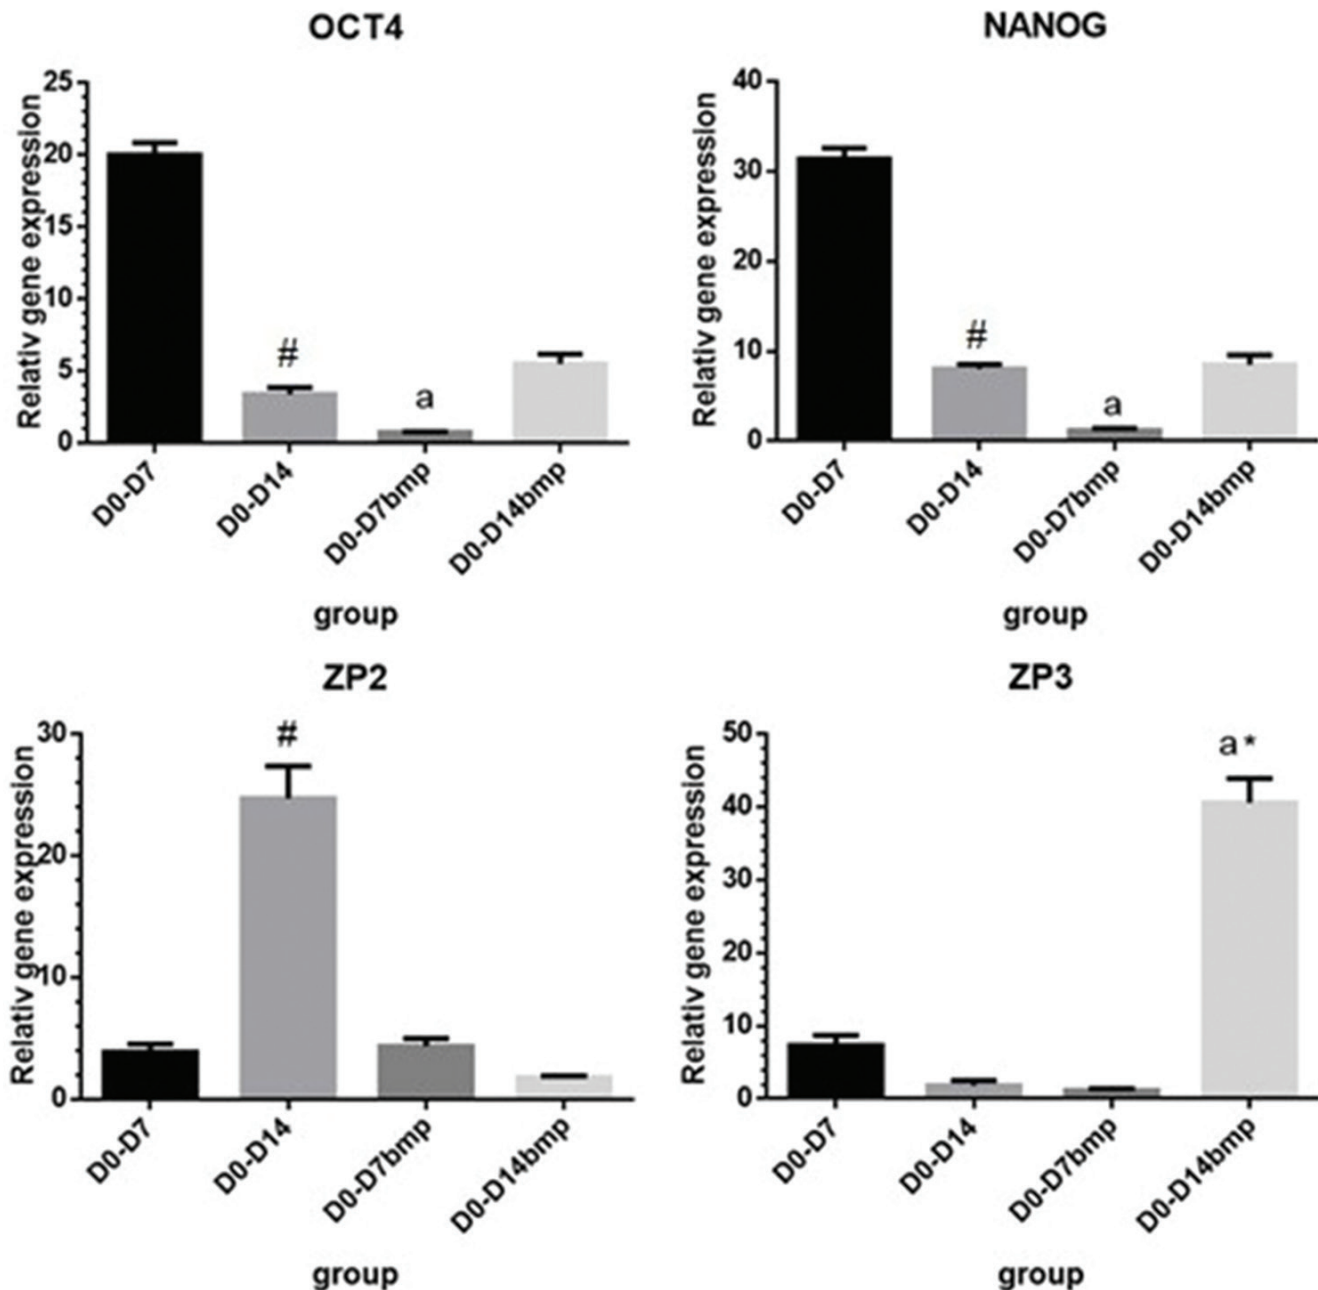 OCT4
Relativ gene expression
25
20
15
10
5
0
#
a
D0-D7
D0-D14
D0-D7bmp
D0-D14bmp
group
NANOG
Relativ gene expression
40
30
20
10
0
#
a
D0-D7
D0-D14
D0-D7bmp
D0-D14bmp
group
ZP2
Relativ gene expression
30
20
10
0
#
D0-D7
D0-D14
D0-D7bmp
D0-D14bmp
group
ZP3
Relativ gene expression
50
40
30
20
10
0
a*
D0-D7
D0-D14
D0-D7bmp
D0-D14bmp
group